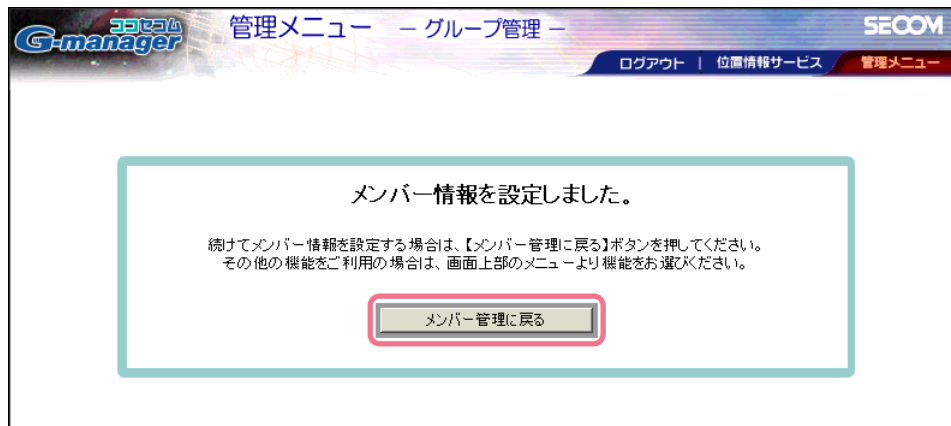 ココセコム
G-manager
管理メニュー － グループ管理 －
SECOM
ログアウト | 位置情報サービス 管理メニュー
メンバー情報を設定しました。
続けてメンバー情報を設定する場合は、【メンバー管理に戻る】ボタンを押してください。
その他の機能をご利用の場合は、画面上部のメニューより機能をお選びください。
メンバー管理に戻る